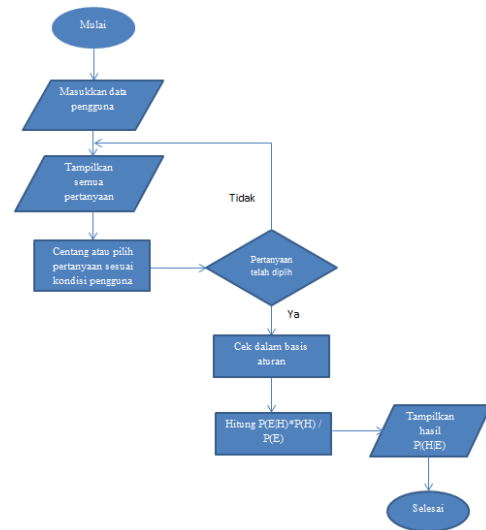 Mulai
Masukkan data
pengguna
Tampilkan
semua
pertanyaan
Tidak
Centang atau pilih
pertanyaan sesuai
kondisi pengguna
Pertanyaan
telah diplih
Ya
Cek dalam basis
aturan
Hitung P(E|H)*P(H) /
P(E)
Tampilkan
hasil
P|(H|E)
Selesai